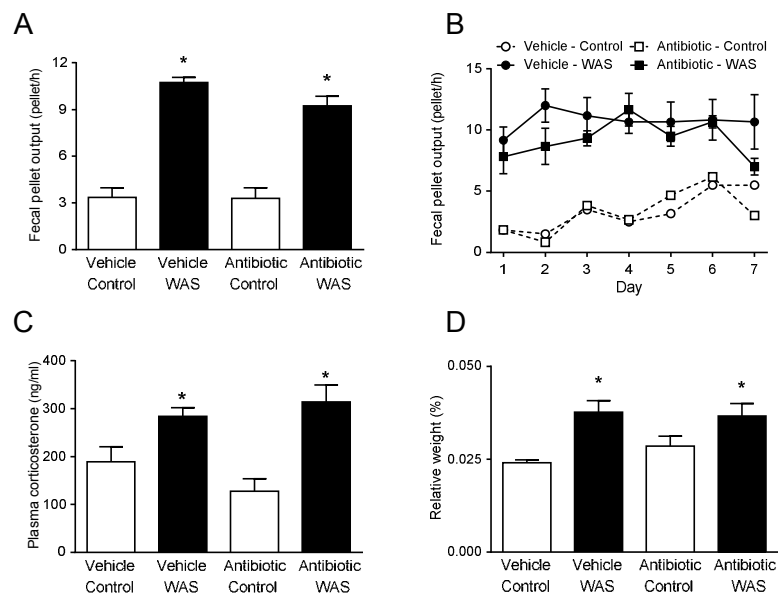 A
Fecal pellet output (pellet/h)
12
9
6
3
0
*
*
Vehicle Control
Vehicle WAS
Antibiotic Control
Antibiotic WAS
B
Vehicle - Control
Antibiotic - Control
Vehicle - WAS
Antibiotic - WAS
Fecal pellet output (pellet/h)
15
10
5
0
1 2 3 4 5 6 7
Day
C
Plasma corticosterone (ng/ml)
400
300
200
100
0
*
*
Vehicle Control
Vehicle WAS
Antibiotic Control
Antibiotic WAS
D
Relative weight (%)
0.050
0.025
0.000
*
*
Vehicle Control
Vehicle WAS
Antibiotic Control
Antibiotic WAS